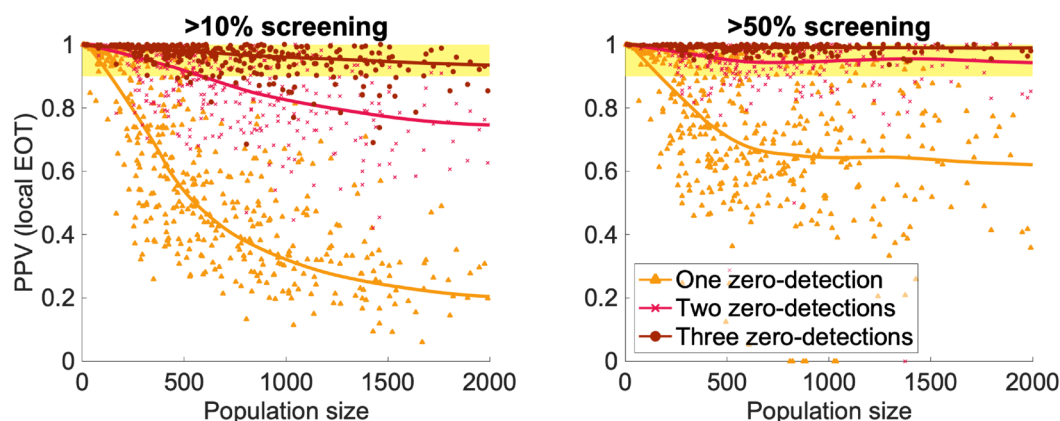 >10% screening
>50% screening
PPV (local EOT)
1
0.8
0.6
0.4
0.2
0
0
500
1000
1500
2000
Population size
1
0.8
0.6
0.4
0.2
0
0
500
1000
1500
2000
Population size
One zero-detection
Two zero-detections
Three zero-detections